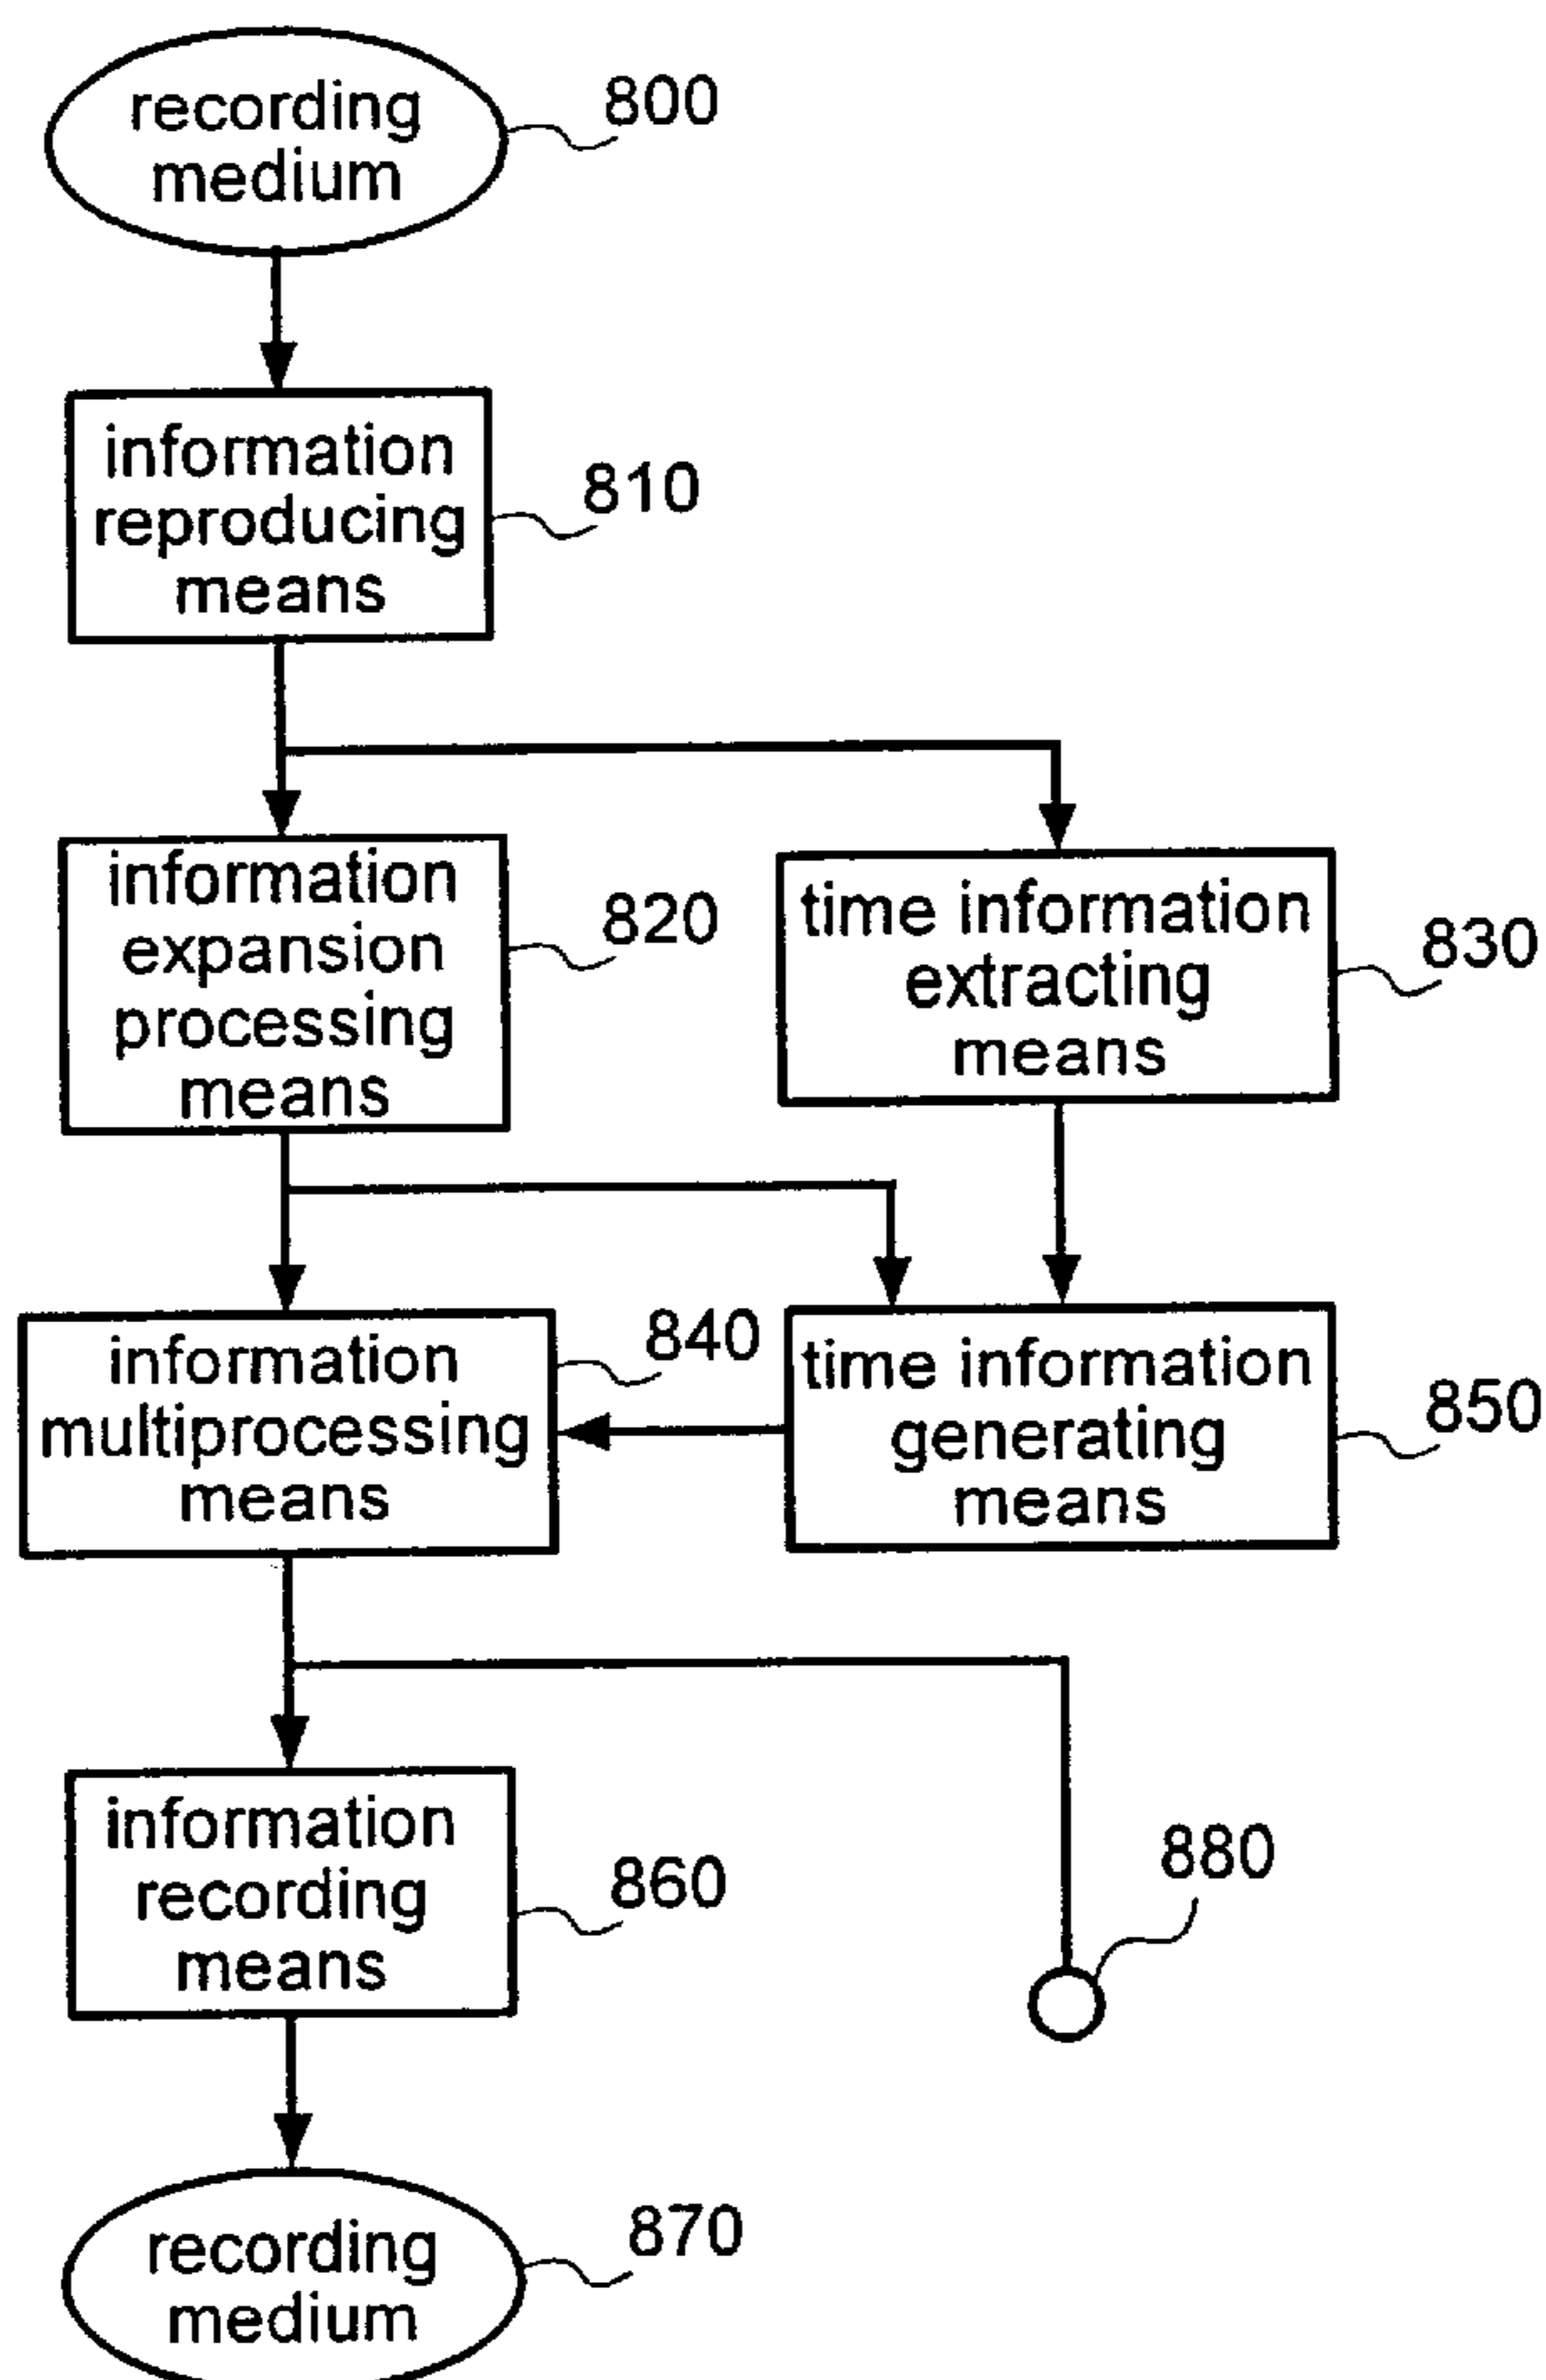 recording
medium
800
information
reproducing
means
810
information
expansion
processing
means
820
time information
extracting
means
830
information
multiprocessing
means
840
time information
generating
means
850
information
recording
means
860
880
recording
medium
870